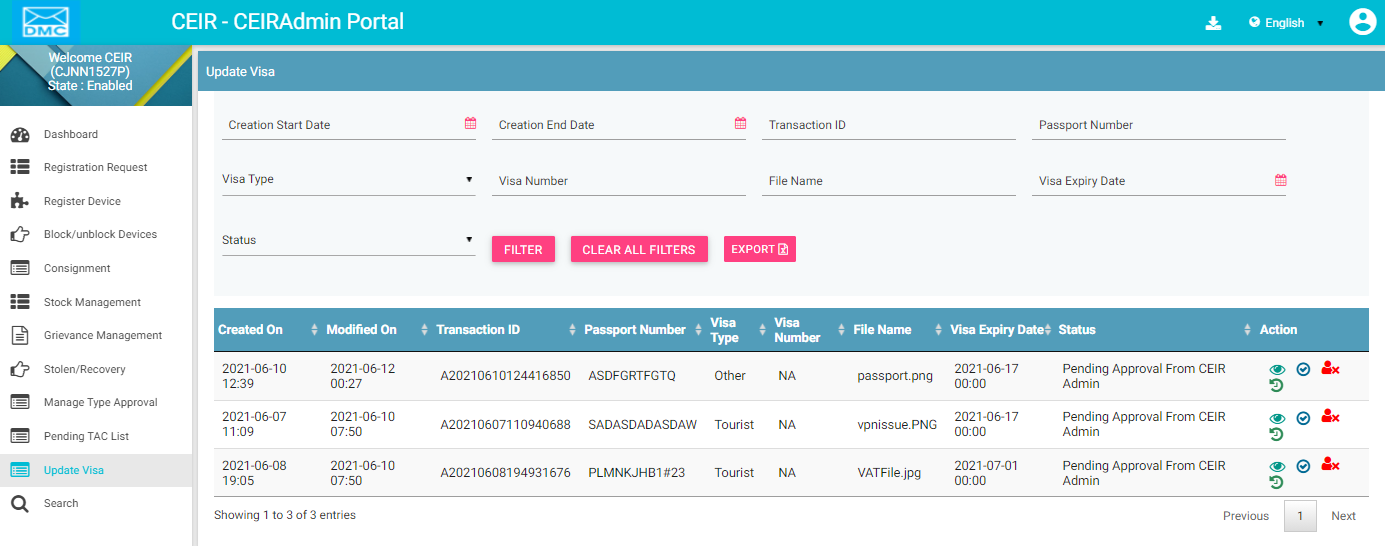 DMC
CEIR - CEIRAdmin Portal
English
Welcome CEIR
(CJNN1527P)
State : Enabled
Dashboard
Registration Request
Register Device
Block/unblock Devices
Consignment
Stock Management
Grievance Management
Stolen/Recovery
Manage Type Approval
Pending TAC List
Update Visa
Search
Update Visa
Creation Start Date
Creation End Date
Transaction ID
Passport Number
Visa Type
Visa Number
File Name
Visa Expiry Date
Status
FILTER
CLEAR ALL FILTERS
EXPORT
Created On
Modified On
Transaction ID
Passport Number
Visa
Type
Visa
Number
File Name
Visa Expiry Date
Status
Action
2021-06-10
12:39
2021-06-12
00:27
A20210610124416850
ASDFGRTFGTQ
Other
NA
passport.png
2021-06-17
00:00
Pending Approval From CEIR
Admin
2021-06-07
11:09
2021-06-10
07:50
A20210607110940688
SADASDADASDAW
Tourist
NA
vpnissue.PNG
2021-06-17
00:00
Pending Approval From CEIR
Admin
2021-06-08
19:05
2021-06-10
07:50
A20210608194931676
PLMNKJHB1#23
Tourist
NA
VATFile.jpg
2021-07-01
00:00
Pending Approval From CEIR
Admin
Showing 1 to 3 of 3 entries
Previous
1
Next